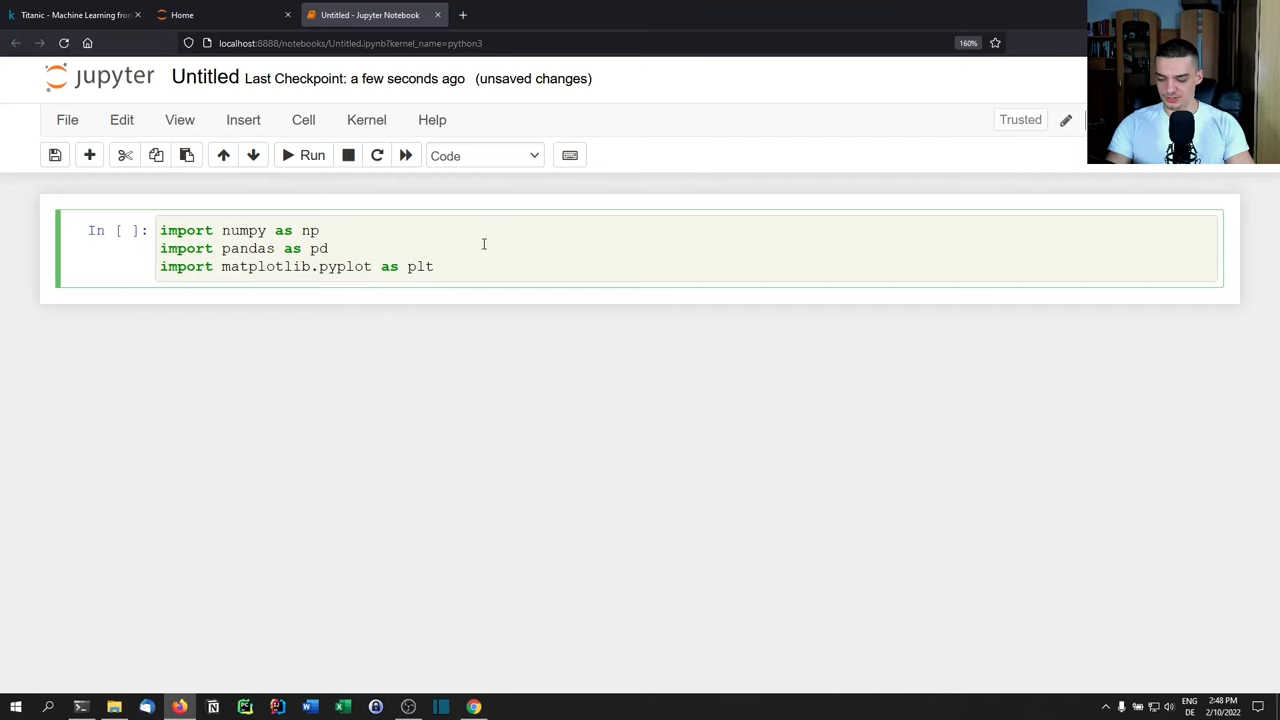 Titanic - Machine Learning from
Home
Untitled - Jupyter Notebook
localhost:8888/notebooks/Untitled.ipynb?kernel_name=python3
160%
jupyter Untitled Last Checkpoint: a few seconds ago (unsaved changes)
File Edit View Insert Cell Kernel Help
Trusted
Run
Code
In [ ]: import numpy as np
import pandas as pd
import matplotlib.pyplot as plt
ENG 2:48 PM
DE 2/10/2022